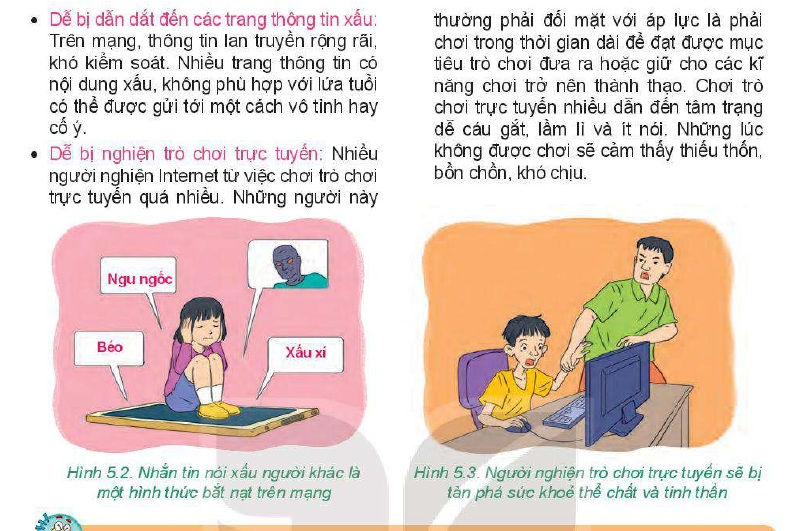 • Dễ bị dẫn dắt đến các trang thông tin xấu:
Trên mạng, thông tin lan truyền rộng rãi,
khó kiểm soát. Nhiều trang thông tin có
nội dung xấu, không phù hợp với lứa tuổi
có thể được gửi tới một cách vô tình hay
cố ý.
• Dễ bị nghiện trò chơi trực tuyến: Nhiều
người nghiện Internet từ việc chơi trò chơi
trực tuyến quá nhiều. Những người này
thường phải đối mặt với áp lực là phải
chơi trong thời gian dài để đạt được mục
tiêu trò chơi đưa ra hoặc giữ cho các kĩ
năng chơi trở nên thành thạo. Chơi trò
chơi trực tuyến nhiều dẫn đến tâm trạng
dễ cáu gắt, lầm lì và ít nói. Những lúc
không được chơi sẽ cảm thấy thiếu thốn,
bồn chồn, khó chịu.
Ngu ngốc
Béo
Xấu xí
Hình 5.2. Nhắn tin nói xấu người khác là
một hình thức bắt nạt trên mạng
Hình 5.3. Người nghiện trò chơi trực tuyến sẽ bị
tàn phá sức khoẻ thể chất và tinh thần